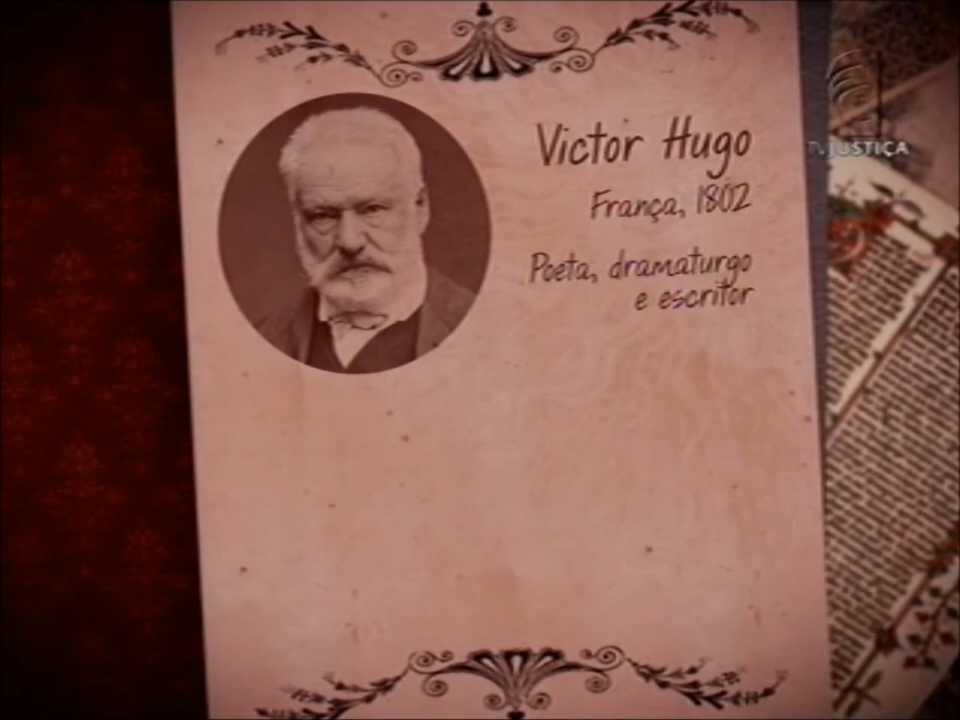 Victor Hugo
França, 1802
Poeta, dramaturgo
e escritor
TV JUSTIÇA